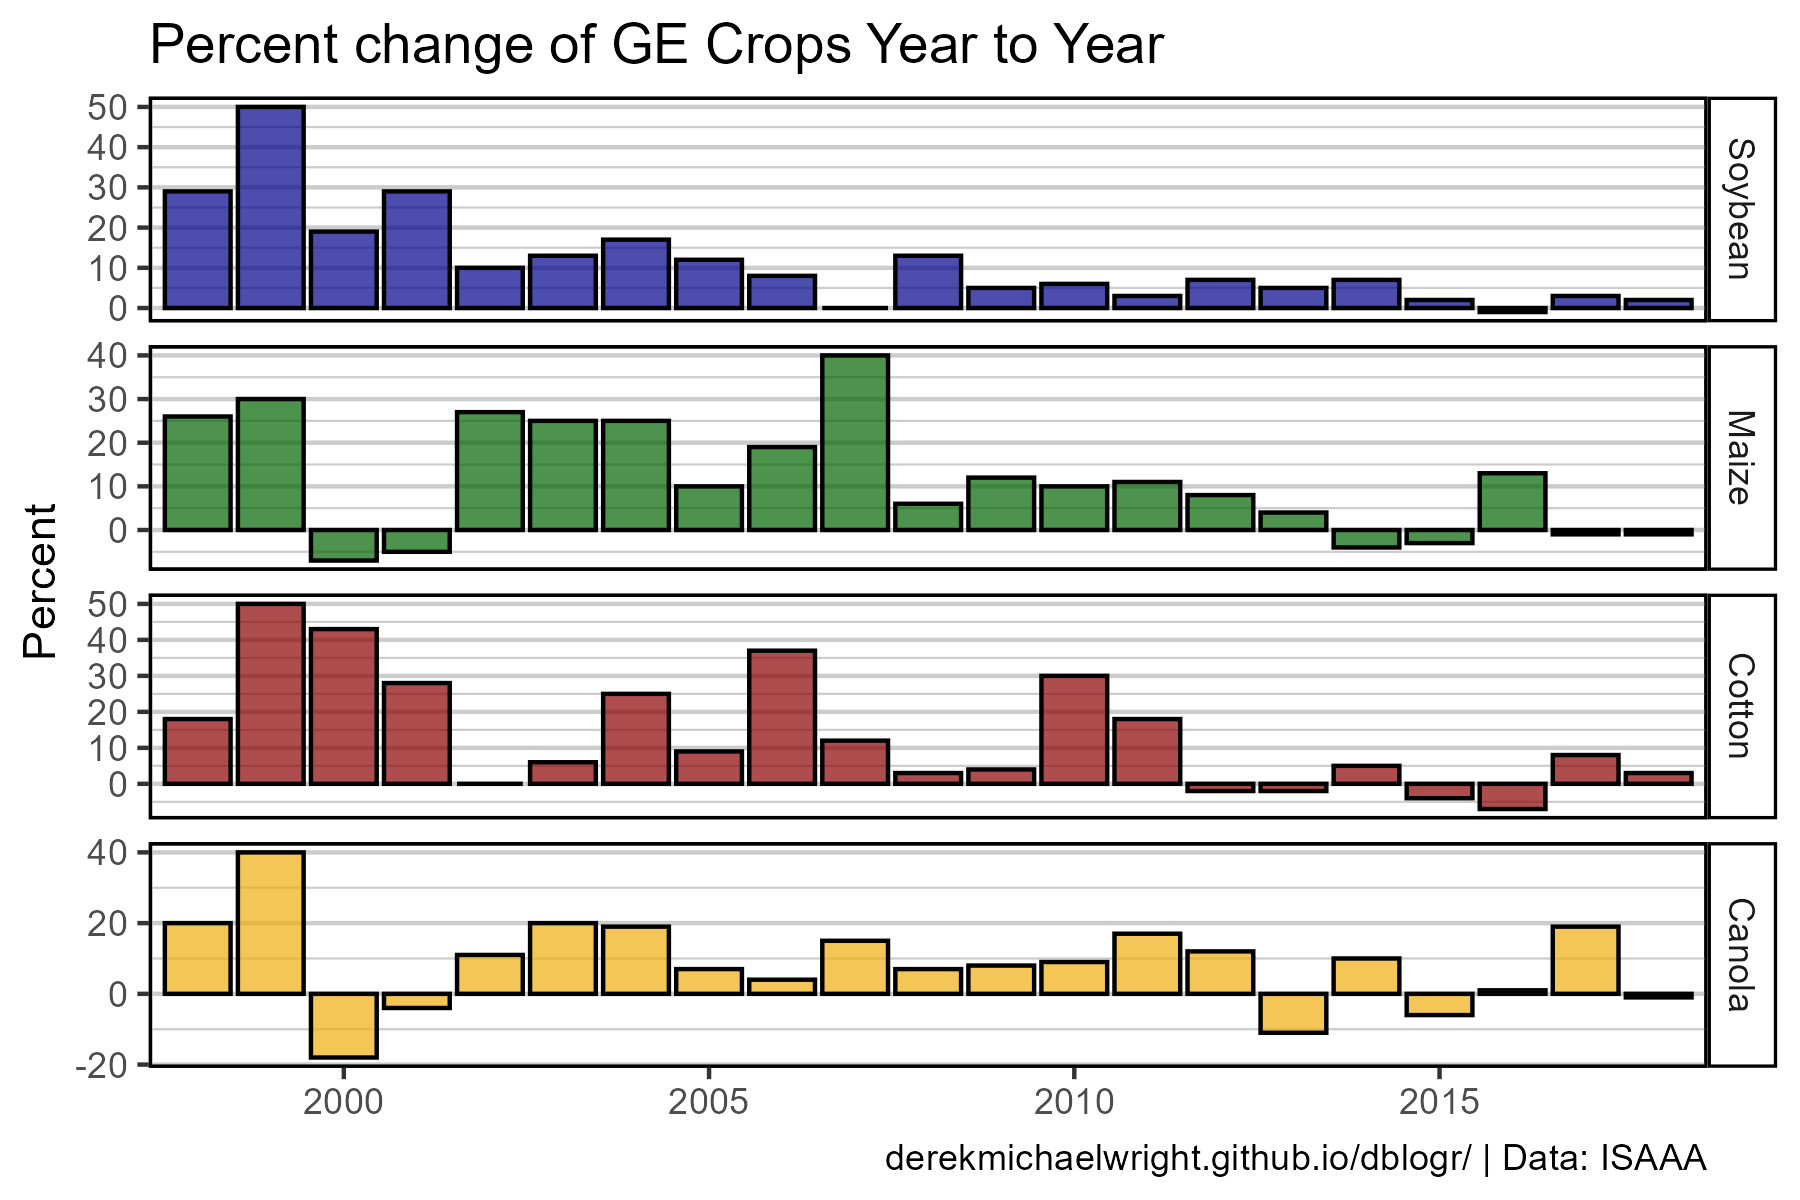 Percent change of GE Crops Year to Year
Percent
50
40
30
20
10
0
Soybean
40
30
20
10
0
Maize
50
40
30
20
10
0
Cotton
40
20
0
-20
Canola
2000 2005 2010 2015
derekmichaelwright.github.io/dblogr/ | Data: ISAAA